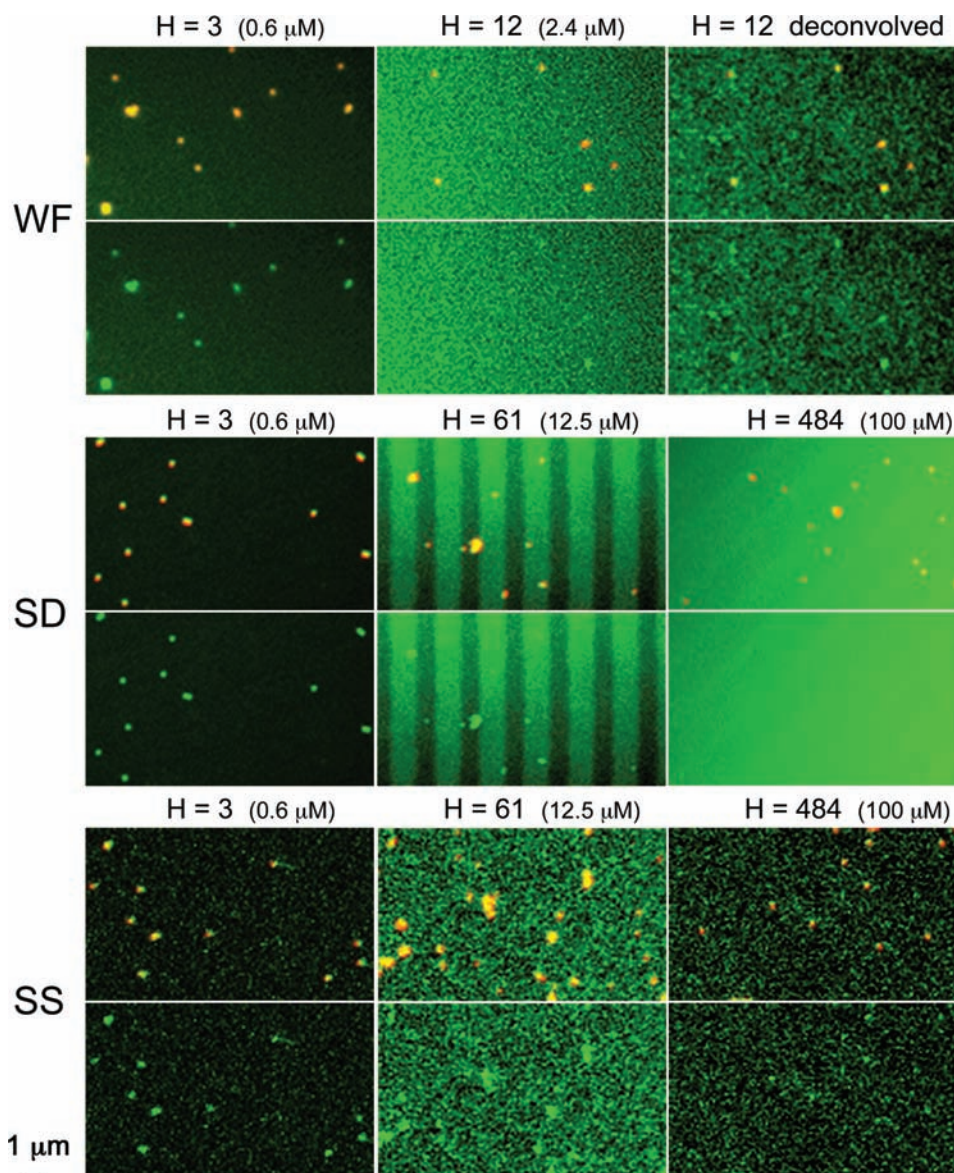 H = 3 (0.6 μM) H = 12 (2.4 μM) H = 12 deconvolved
WF
H = 3 (0.6 μM) H = 61 (12.5 μM) H = 484 (100 μM)
SD
H = 3 (0.6 μM) H = 61 (12.5 μM) H = 484 (100 μM)
SS
1 μm